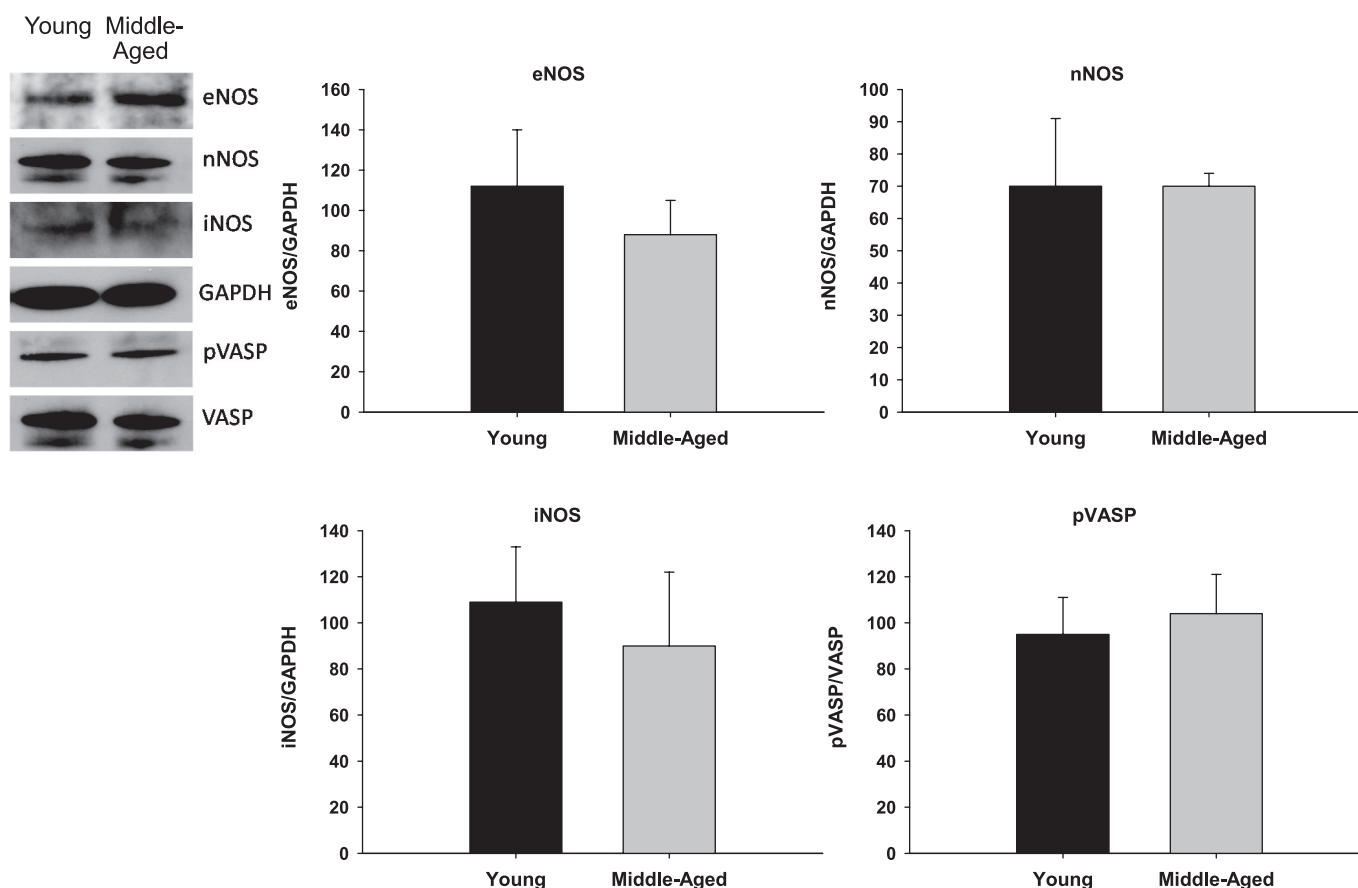 Young Middle-
Aged
eNOS
nNOS
iNOS
GAPDH
pVASP
VASP
eNOS
eNOS/GAPDH
160
140
120
100
80
60
40
20
0
Young Middle-Aged
nNOS
nNOS/GAPDH
100
90
80
70
60
50
40
30
20
10
0
Young Middle-Aged
iNOS
iNOS/GAPDH
140
120
100
80
60
40
20
0
Young Middle-Aged
pVASP
pVASP/VASP
140
120
100
80
60
40
20
0
Young Middle-Aged